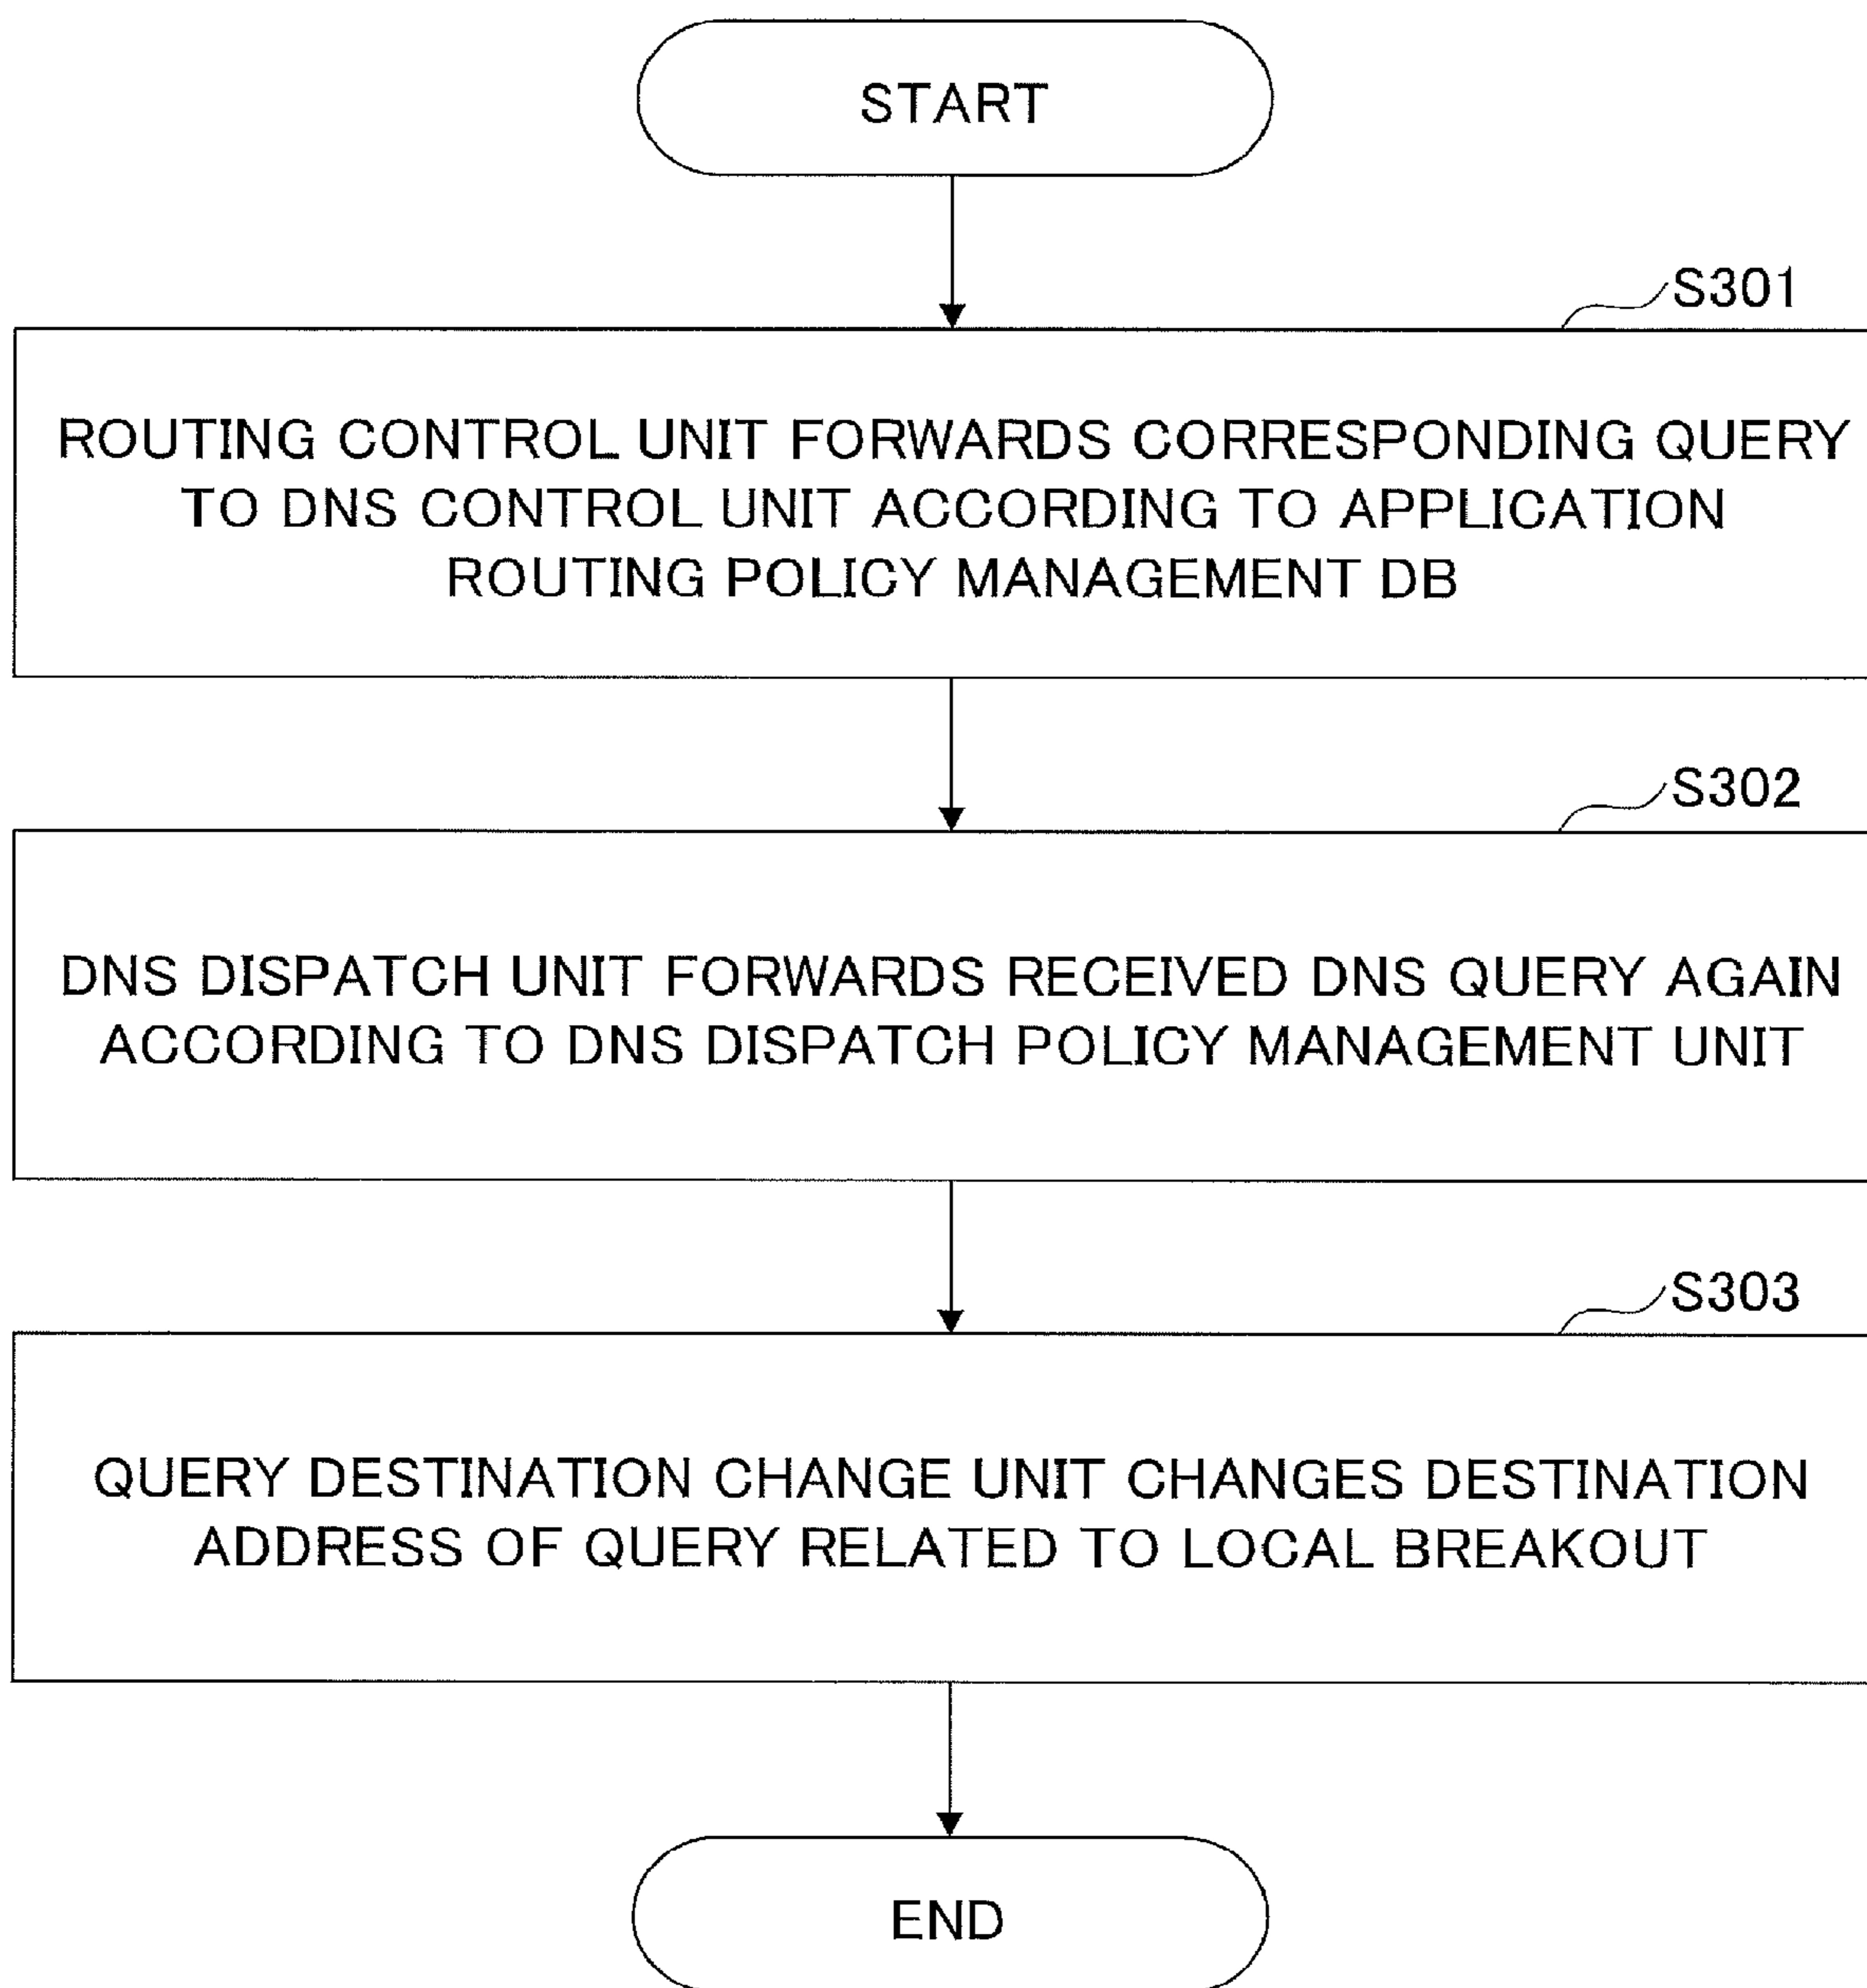 START
S301
ROUTING CONTROL UNIT FORWARDS CORRESPONDING QUERY
TO DNS CONTROL UNIT ACCORDING TO APPLICATION
ROUTING POLICY MANAGEMENT DB
S302
DNS DISPATCH UNIT FORWARDS RECEIVED DNS QUERY AGAIN
ACCORDING TO DNS DISPATCH POLICY MANAGEMENT UNIT
S303
QUERY DESTINATION CHANGE UNIT CHANGES DESTINATION
ADDRESS OF QUERY RELATED TO LOCAL BREAKOUT
END